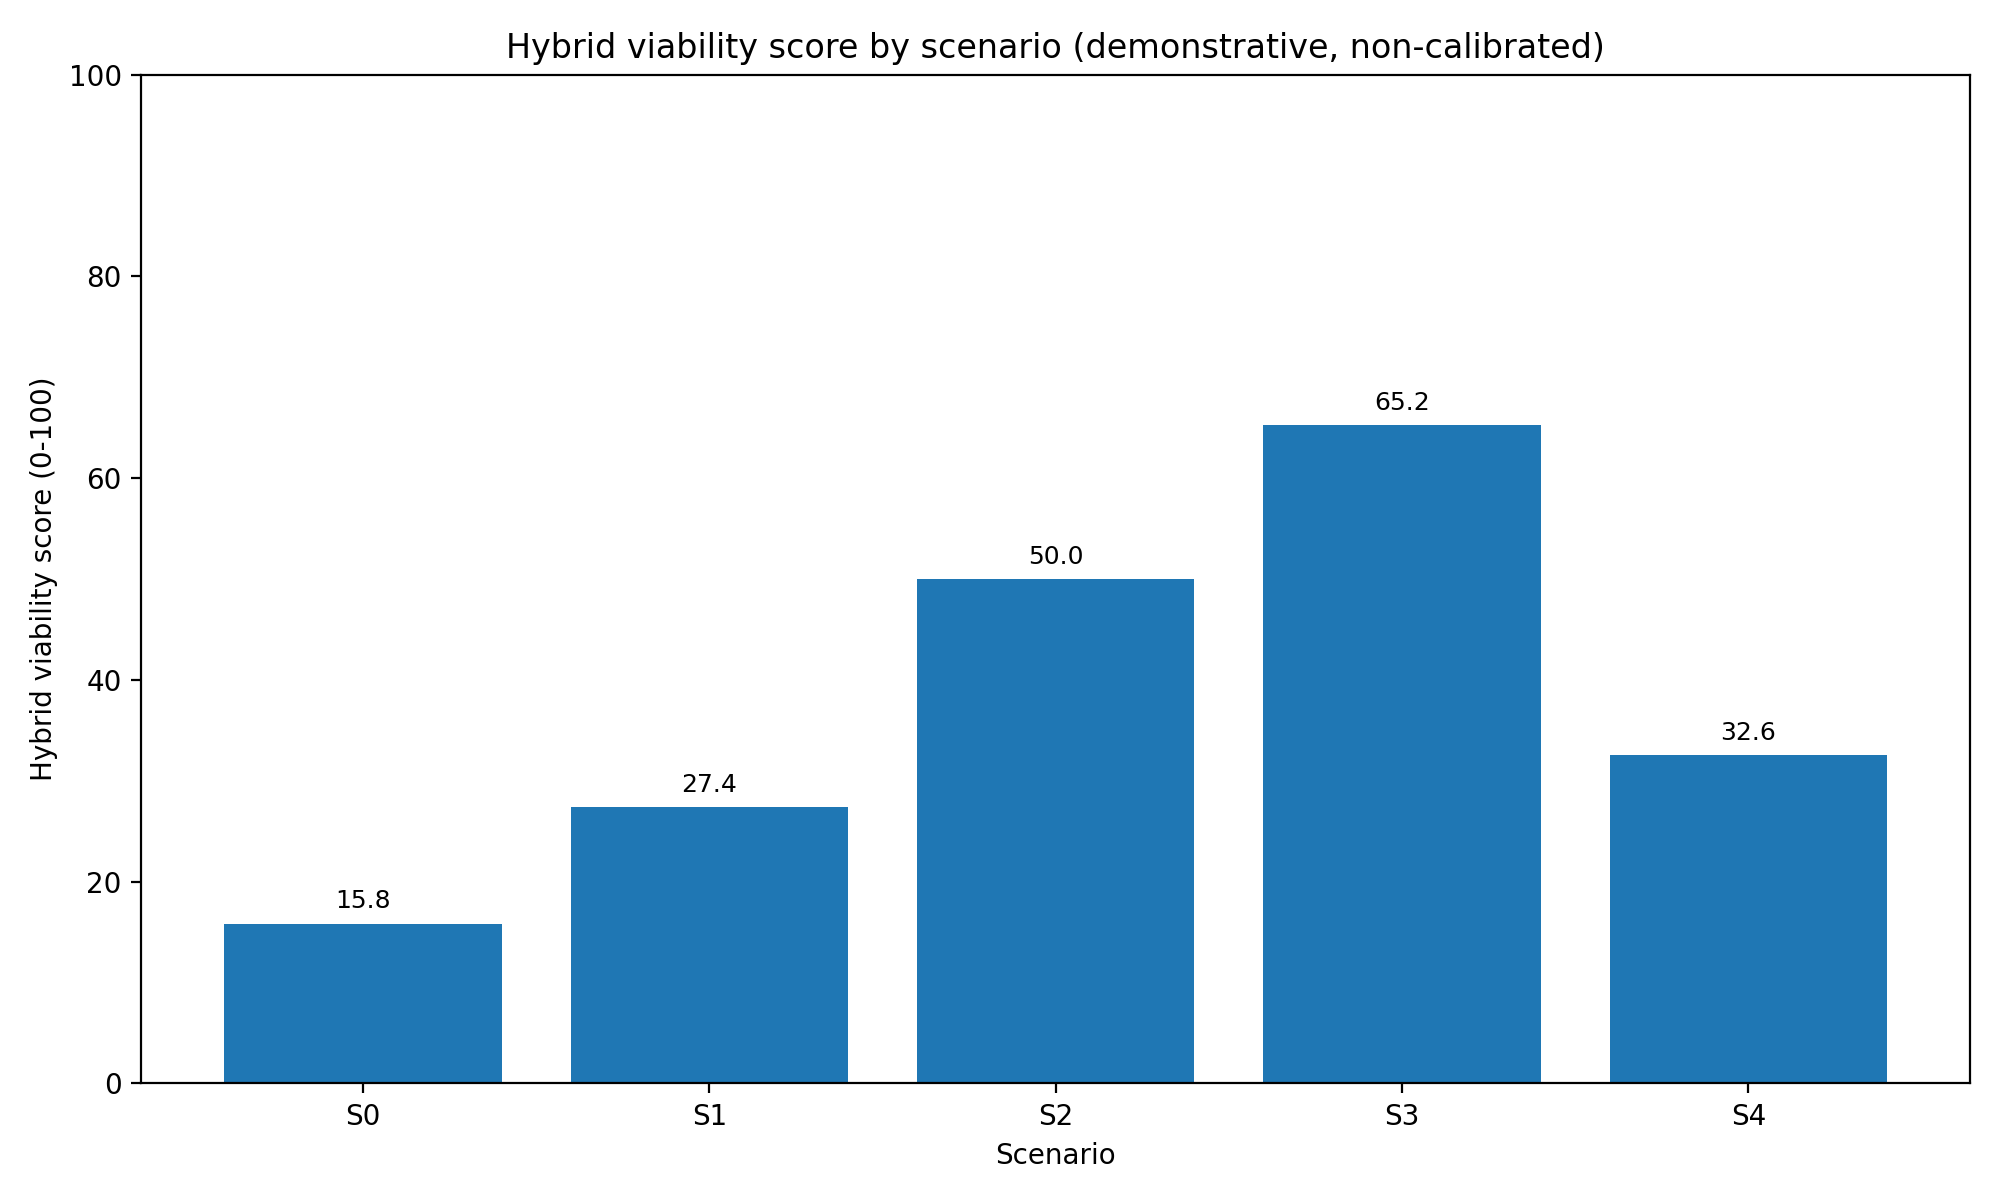 Hybrid viability score by scenario (demonstrative, non-calibrated)
Hybrid viability score (0-100)
100
80
60
40
20
0
15.8
27.4
50.0
65.2
32.6
S0
S1
S2
S3
S4
Scenario